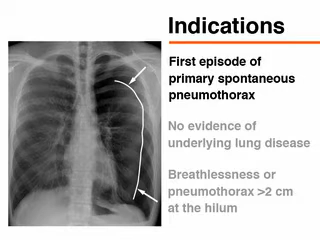 Indications
First episode of
primary spontaneous
pneumothorax
No evidence of
underlying lung disease
Breathlessness or
pneumothorax >2 cm
at the hilum